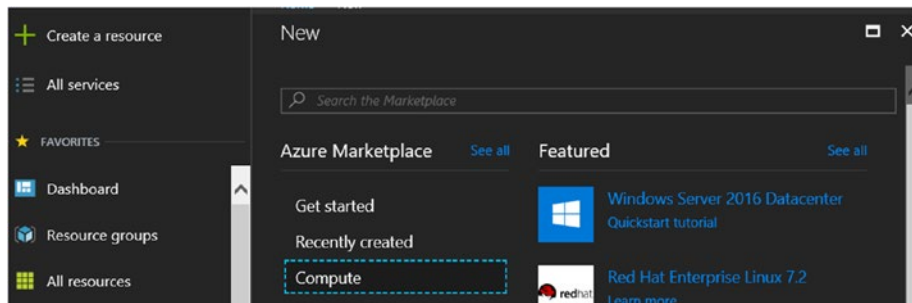 Create a resource
All services
FAVORITES
Dashboard
Resource groups
All resources
New
Search the Marketplace
Azure Marketplace
See all
Get started
Recently created
Compute
Featured
See all
Windows Server 2016 Datacenter
Quickstart tutorial
redhat
Red Hat Enterprise Linux 7.2
Learn more